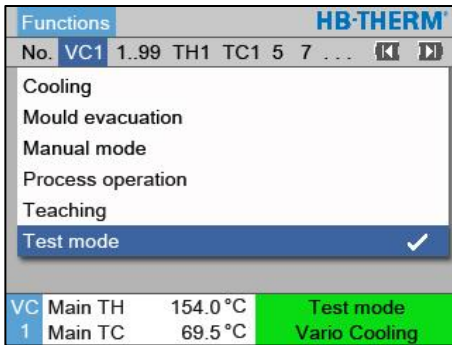 Functions HB-THERM®
No. VC1 1..99 TH1 TC1 5 7 ...
Cooling
Mould evacuation
Manual mode
Process operation
Teaching
Test mode
VC Main TH 154.0 °C Test mode
1 Main TC 69.5 °C Vario Cooling